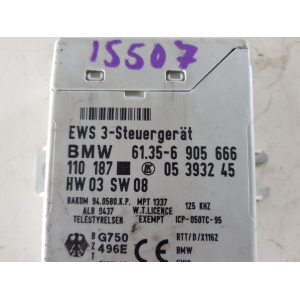 15507
EWS 3-Steuergerät
BMW 61.35-6 905 666
110 187 05 3932 45
HW 03 SW 08
BAKOM 94.0580.K.P. MPT 1337 125 KHZ
ALR 9437 W.T.LICENCE
TELESTYRELSEN EXEMPT ICP-050TC-95
BZT G750 RTT/D/X1162
496E BMW